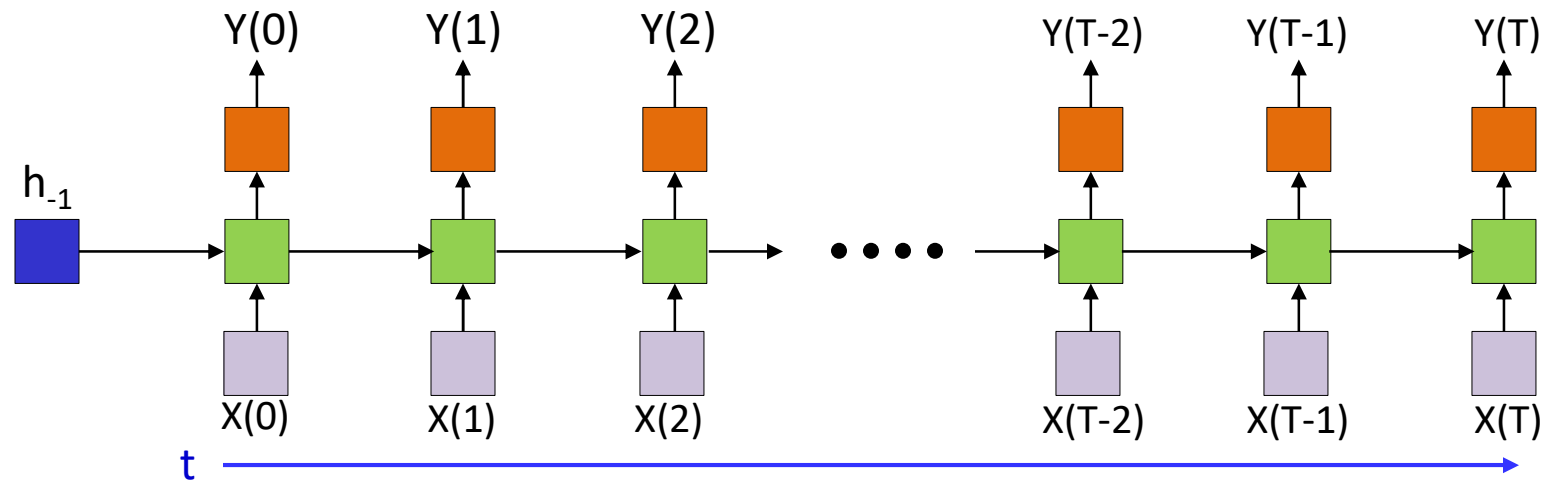 Y(0) Y(1) Y(2) Y(T-2) Y(T-1) Y(T)
h-1
X(0) X(1) X(2) X(T-2) X(T-1) X(T)
t